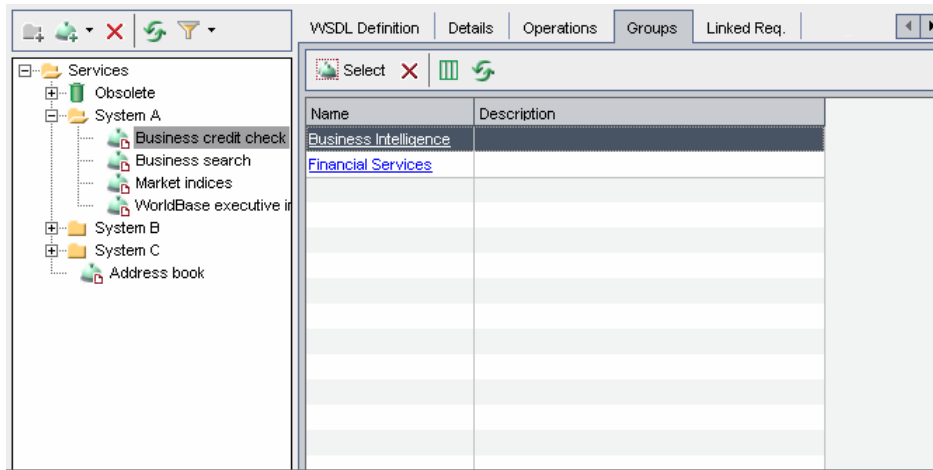 WSDL Definition Details Operations Groups Linked Req.
Select
Services
Obsolete
System A
Business credit check
Business search
Market indices
WorldBase executive in
System B
System C
Address book
Name Description
Business Intelligence
Financial Services